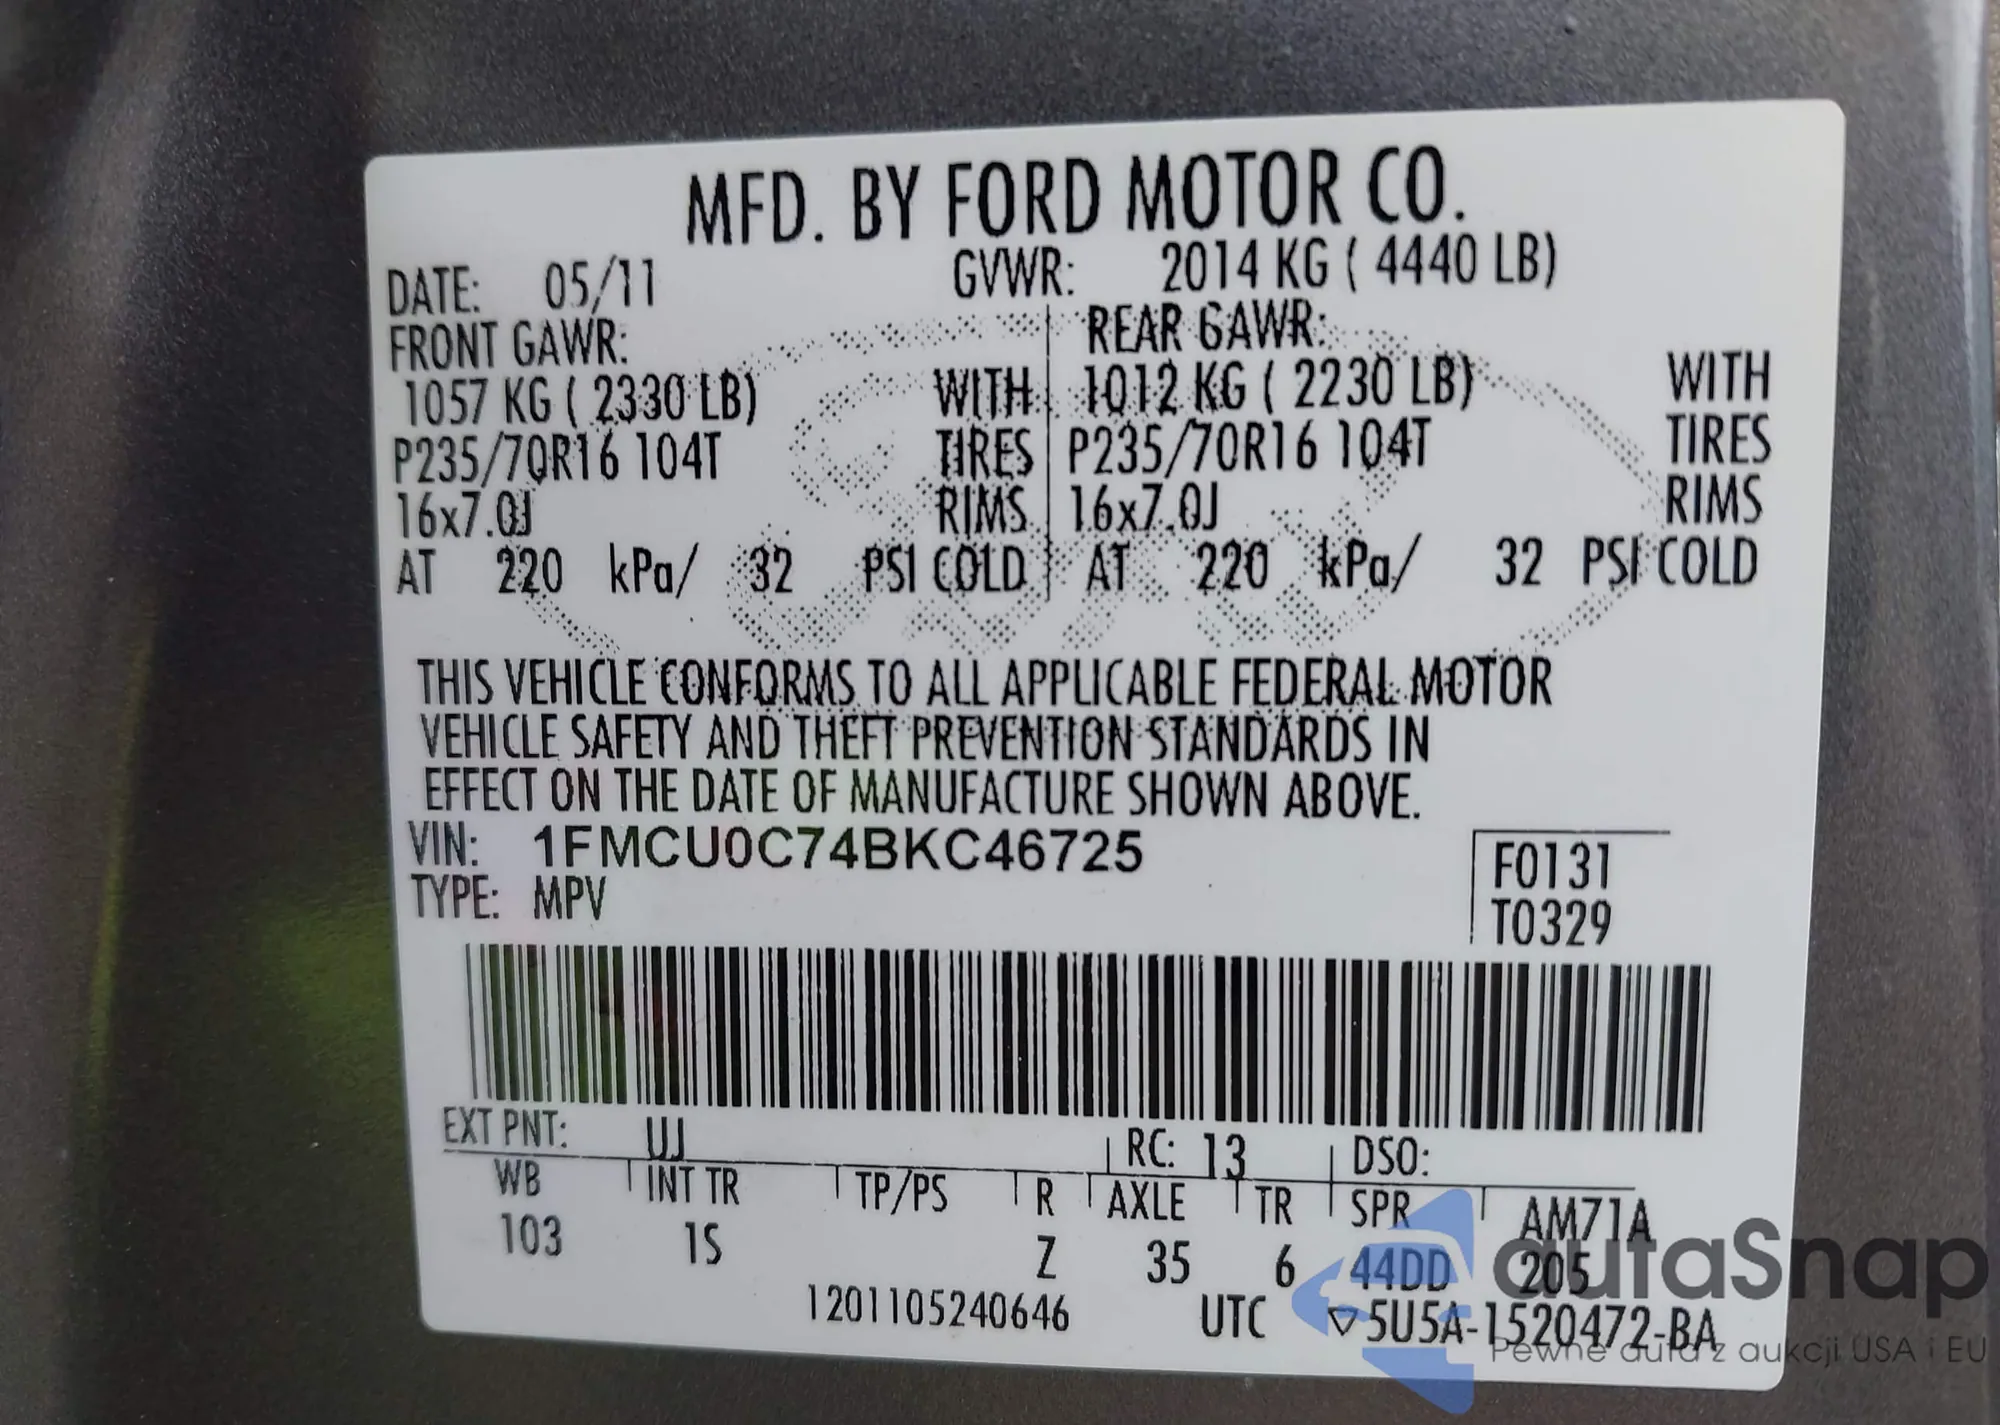 MFD. BY FORD MOTOR CO.
DATE: 05/11 GVWR: 2014 KG ( 4440 LB)
FRONT GAWR: REAR GAWR:
1057 KG ( 2330 LB) WITH 1012 KG ( 2230 LB) WITH
P235/70R16 104T TIRES P235/70R16 104T TIRES
16x7.0J RIMS 16x7.0J RIMS
AT 220 kPa/ 32 PSI COLD AT 220 kPa/ 32 PSI COLD
THIS VEHICLE CONFORMS TO ALL APPLICABLE FEDERAL MOTOR
VEHICLE SAFETY AND THEFT PREVENTION STANDARDS IN
EFFECT ON THE DATE OF MANUFACTURE SHOWN ABOVE.
VIN: 1FMCU0C74BKC46725
TYPE: MPV
F0131
T0329
EXT PNT: UJ RC: 13 DSO:
WB INT TR TP/PS R AXLE TR SPR AM71A
103 1S Z 35 6 44DD 205
1201105240646 UTC ▽5U5A-1520472-BA
autaSnap
Pewne auta z aukcji USA i EU